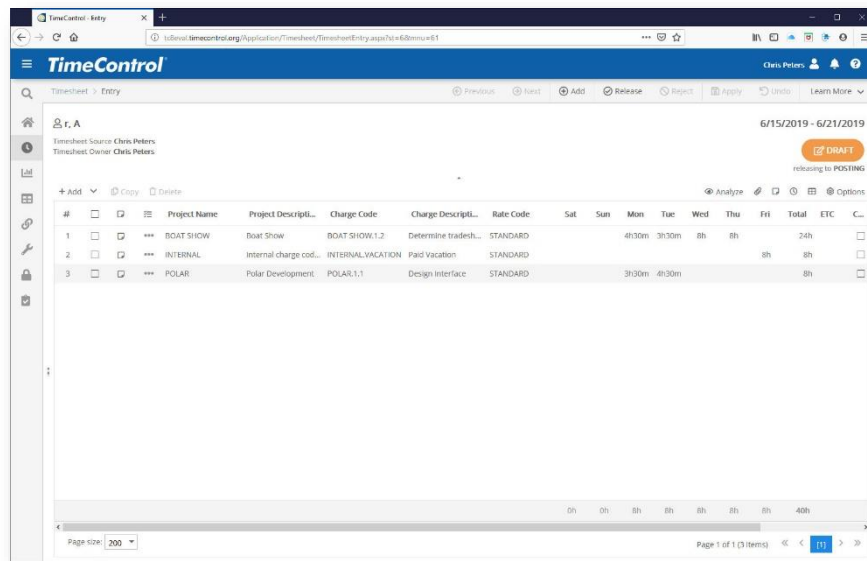 TimeControl - Entry
tc8eval.timecontrol.org/Application/Timesheet/TimesheetEntry.aspx?st=6&tmnu=61
TimeControl
Chris Peters
Timesheet > Entry
Previous Next Add Release Reject Apply Undo Learn More
r, A
6/15/2019 - 6/21/2019
Timesheet Source Chris Peters
Timesheet Owner Chris Peters
DRAFT
releasing to POSTING
+ Add Copy Delete Analyze Options
# Project Name Project Descripti... Charge Code Charge Descripti... Rate Code Sat Sun Mon Tue Wed Thu Fri Total ETC C...
1 BOAT SHOW Boat Show BOAT SHOW.1.2 Determine tradesh... STANDARD 4h30m 3h30m 8h 8h 24h
2 INTERNAL Internal charge cod... INTERNAL.VACATION Paid Vacation STANDARD 8h 8h
3 POLAR Polar Development POLAR.1.1 Design Interface STANDARD 3h30m 4h30m 8h
0h 0h 8h 8h 8h 8h 8h 40h
Page size: 200 Page 1 of 1 (3 items) [1]